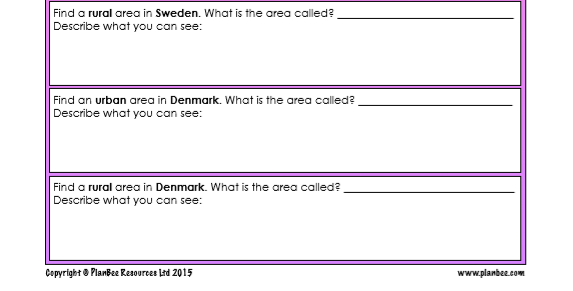 Find a rural area in Sweden. What is the area called? ______________________________
Describe what you can see:
Find an urban area in Denmark. What is the area called? __________________________
Describe what you can see:
Find a rural area in Denmark. What is the area called? _____________________________
Describe what you can see:
Copyright © PlanBee Resources Ltd 2015 www.planbee.com